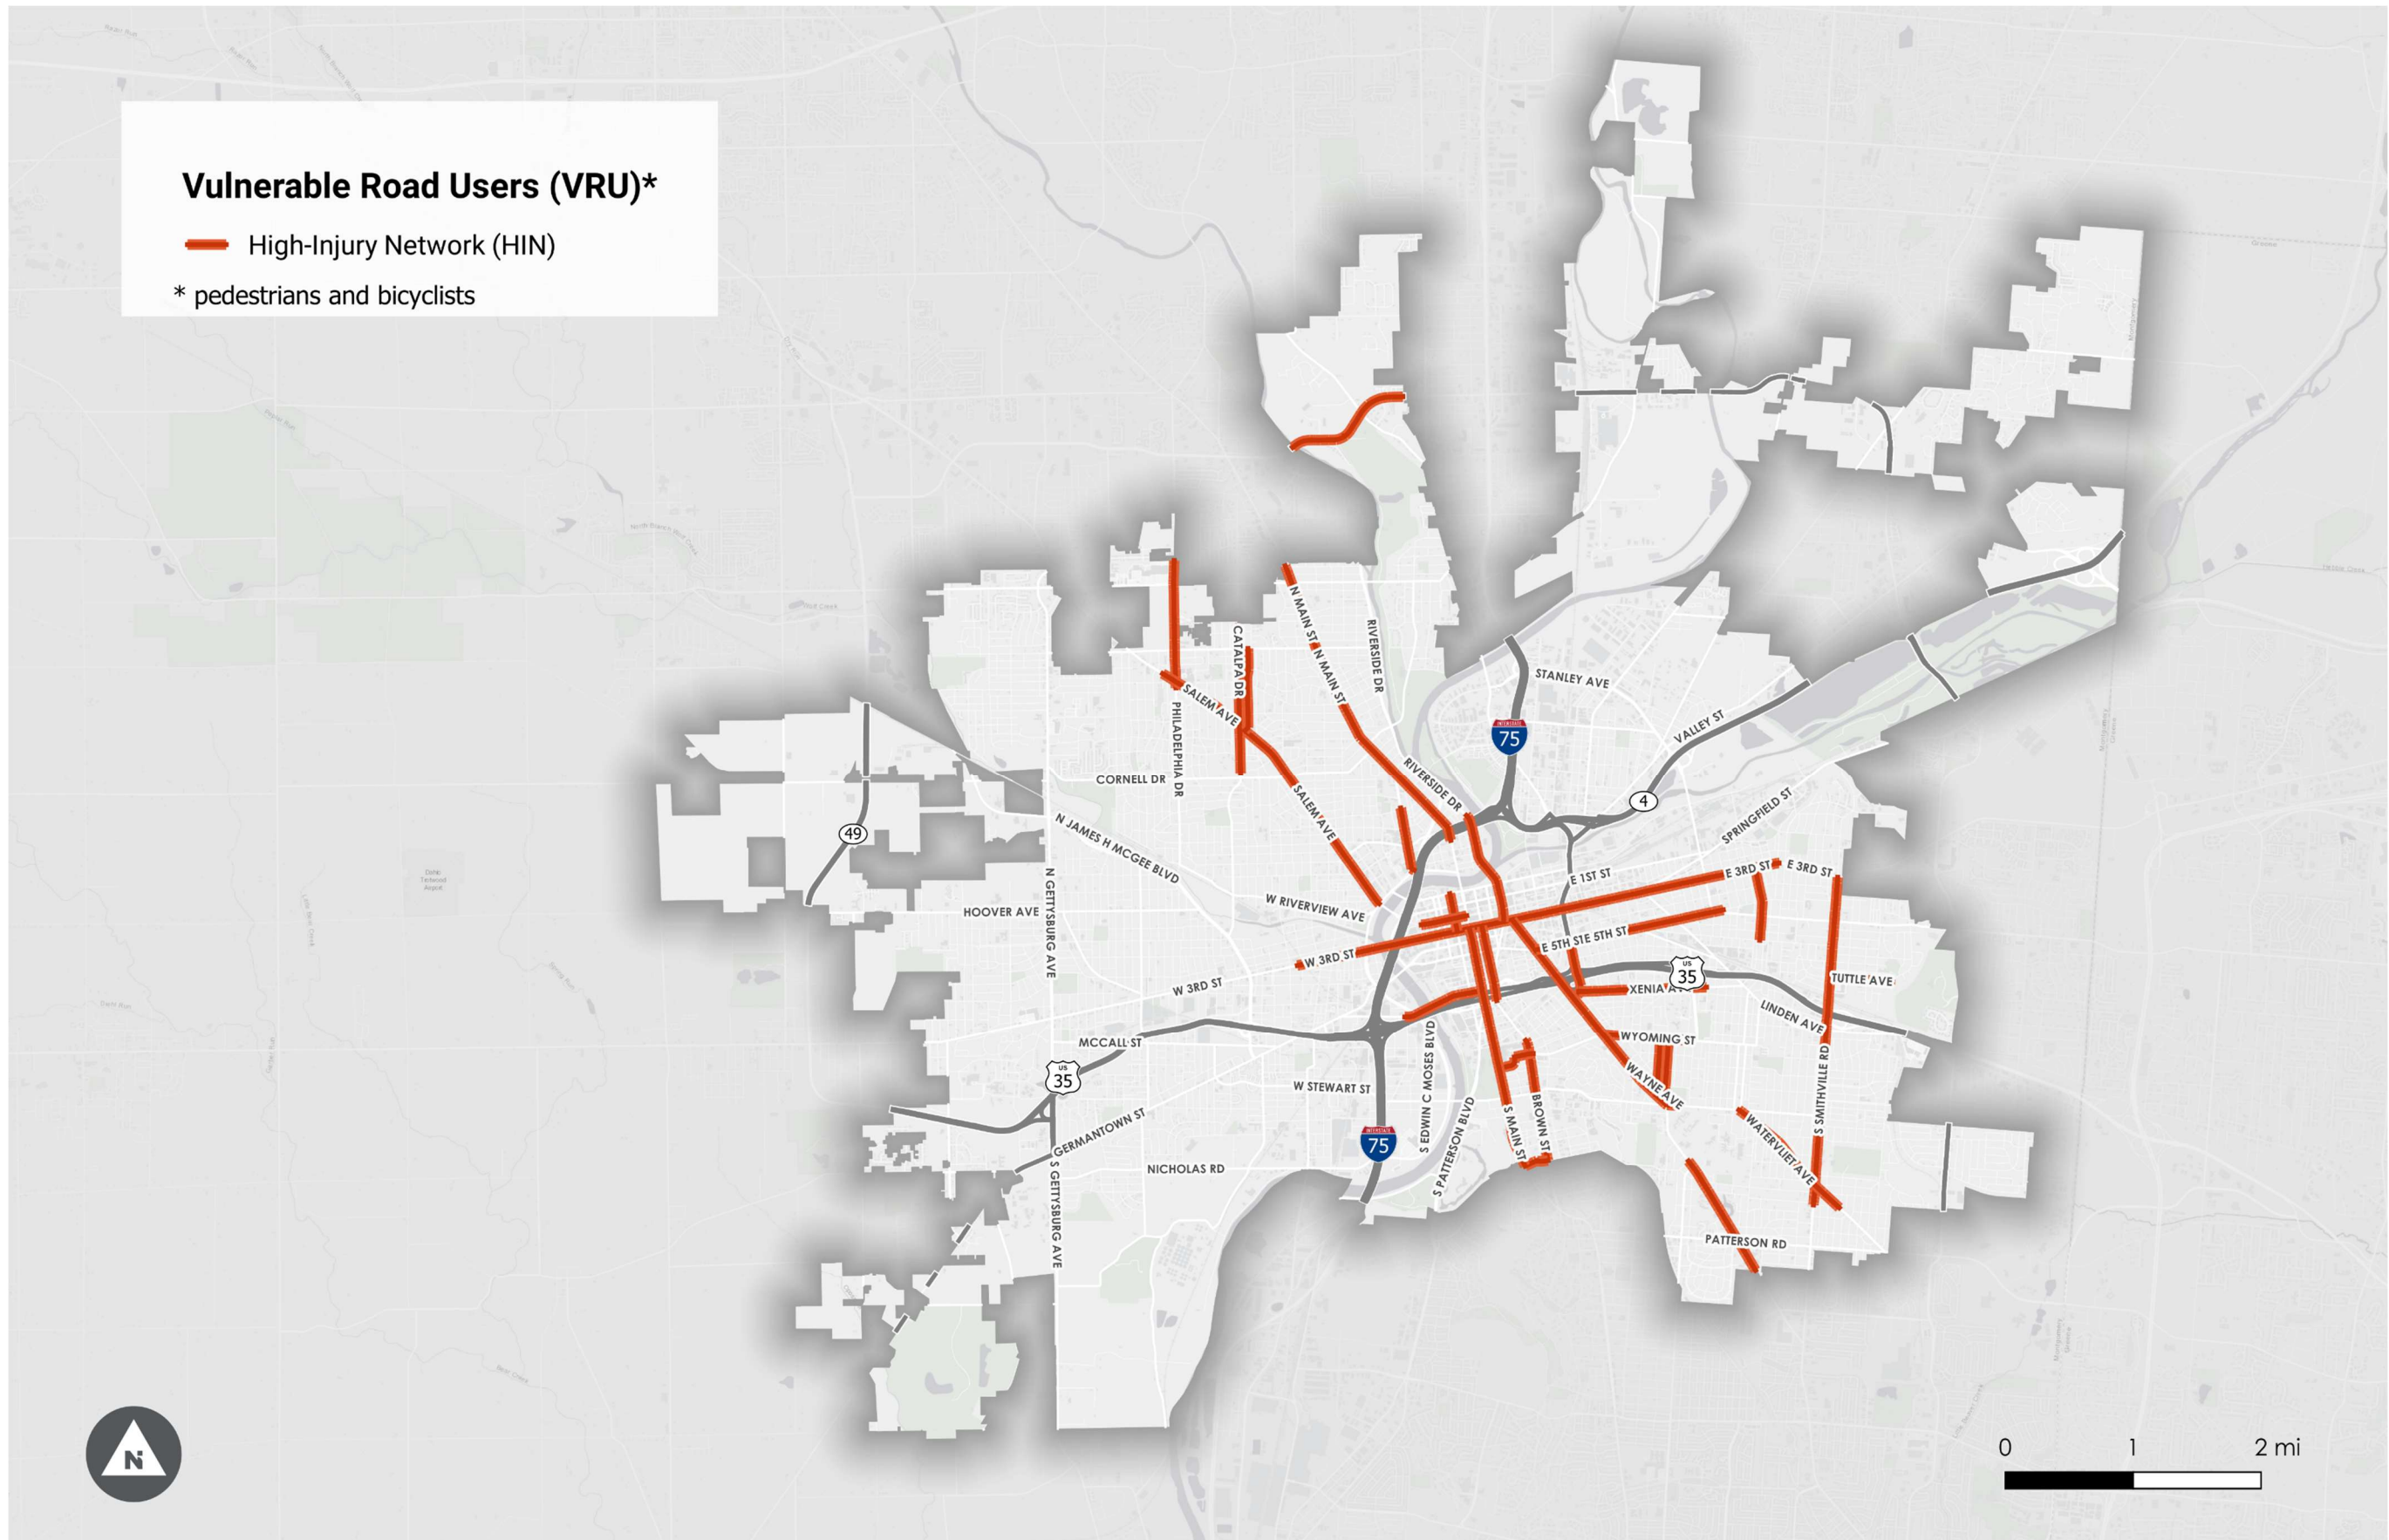 Vulnerable Road Users (VRU)*
High-Injury Network (HIN)
* pedestrians and bicyclists
N MAIN ST
N MAIN ST
CATALPA DR
RIVERSIDE DR
STANLEY AVE
SALEM AVE
PHILADELPHIA DR
INTERSTATE
75
VALLEY ST
CORNELL DR
RIVERSIDE DR
4
49
SALEM AVE
SPRINGFIELD ST
N JAMES H MCGEE BLVD
E 3RD ST
E 3RD ST
E 1ST ST
N GETTYSBURG AVE
HOOVER AVE
W RIVERVIEW AVE
E 5TH ST
E 5TH ST
W 3RD ST
US
35
TUTTLE AVE
W 3RD ST
XENIA A
LINDEN AVE
MCCALL ST
WYOMING ST
US
35
W STEWART ST
S EDWIN C MOSES BLVD
WAYNE AVE
S SMITHVILLE RD
GERMANTOWN ST
S PATTERSON BLVD
S MAIN ST
BROWN ST
WATERVLIET AVE
INTERSTATE
75
NICHOLAS RD
S GETTYSBURG AVE
PATTERSON RD
N
0 1 2 mi